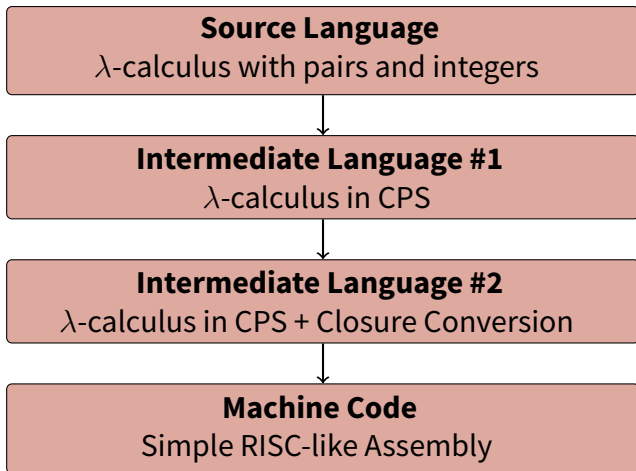 Source Language
λ-calculus with pairs and integers
Intermediate Language #1
λ-calculus in CPS
Intermediate Language #2
λ-calculus in CPS + Closure Conversion
Machine Code
Simple RISC-like Assembly